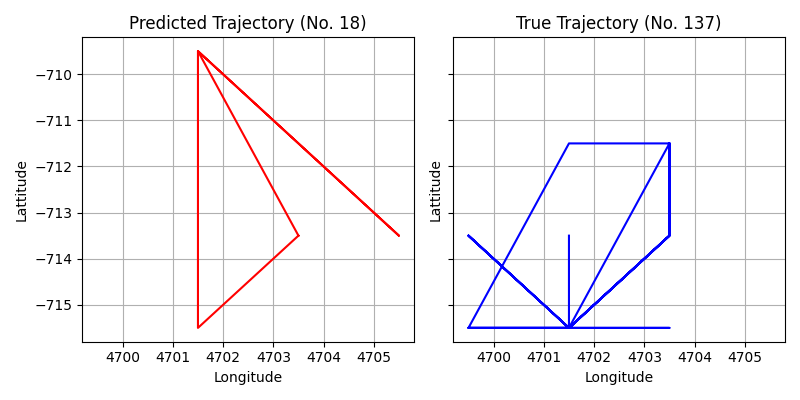 Predicted Trajectory (No. 18)
True Trajectory (No. 137)
Lattitude
−710
−711
−712
−713
−714
−715
4700 4701 4702 4703 4704 4705
Longitude
Lattitude
4700 4701 4702 4703 4704 4705
Longitude